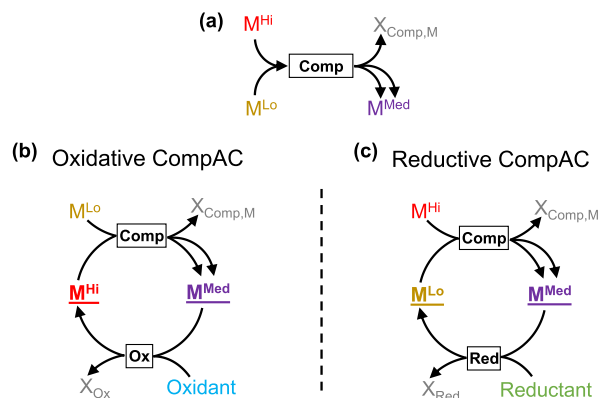 (a)
M^Hi
X_Comp,M
Comp
M^Lo
M^Med
(b) Oxidative CompAC
M^Lo
X_Comp,M
Comp
M^Hi
M^Med
Ox
X_Ox
Oxidant
(c) Reductive CompAC
M^Hi
X_Comp,M
Comp
M^Lo
M^Med
Red
X_Red
Reductant